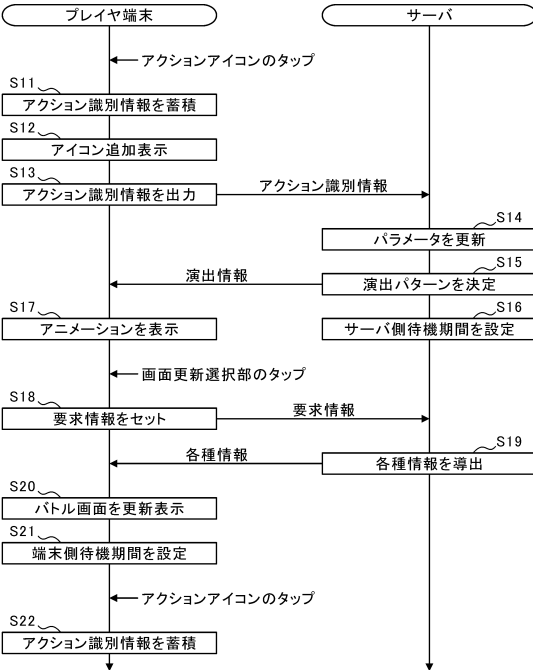 プレイヤ端末
サーバ
アクションアイコンのタップ
S11
アクション識別情報を蓄積
S12
アイコン追加表示
S13
アクション識別情報を出力
アクション識別情報
S14
パラメータを更新
S15
演出情報
演出パターンを決定
S17
S16
アニメーションを表示
サーバ側待機期間を設定
画面更新選択部のタップ
S18
要求情報をセット
要求情報
S19
各種情報
各種情報を導出
S20
バトル画面を更新表示
S21
端末側待機期間を設定
アクションアイコンのタップ
S22
アクション識別情報を蓄積